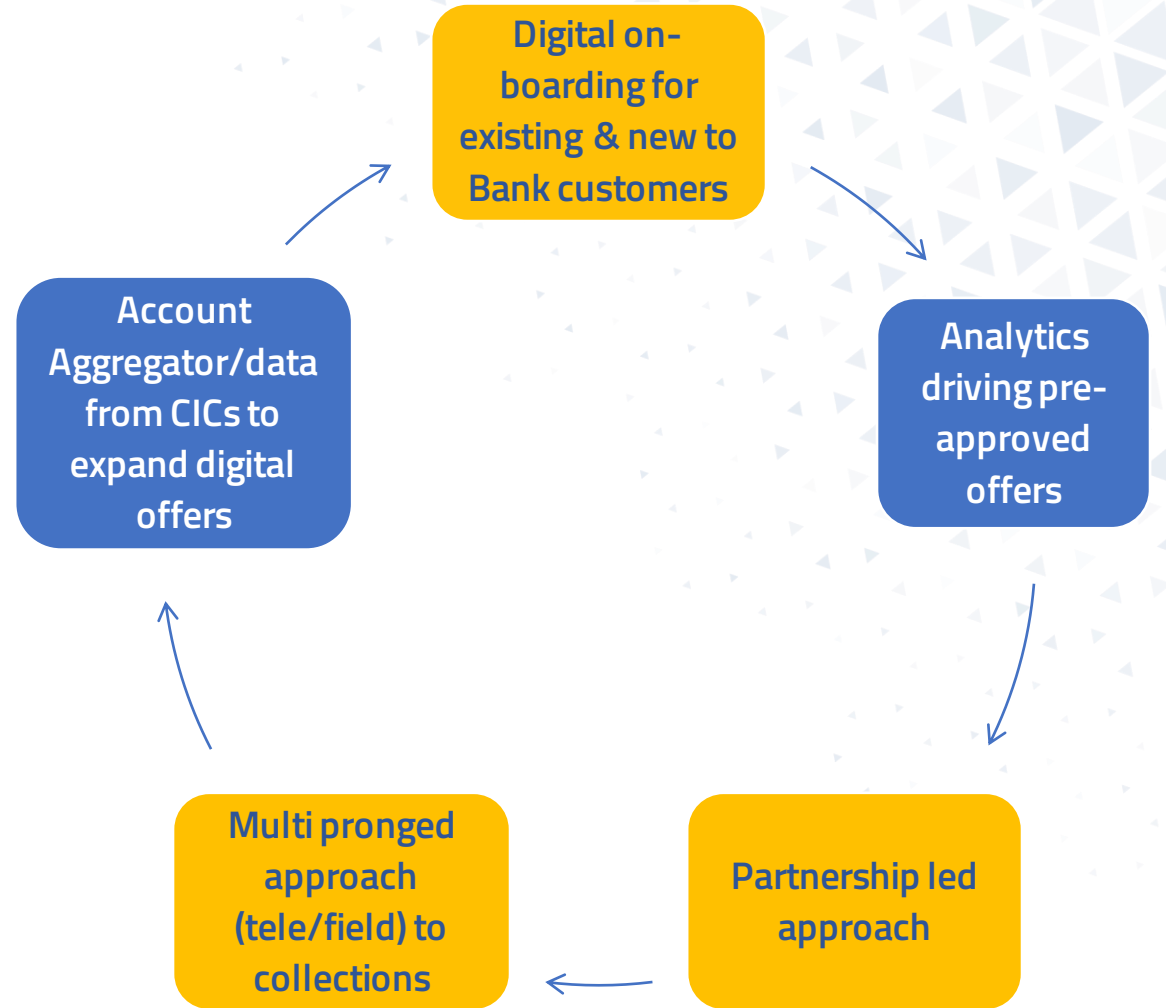 Digital on-
boarding for
existing & new to
Bank customers
Account
Aggregator/data
from CICs to
expand digital
offers
Analytics
driving pre-
approved
offers
Multi pronged
approach
(tele/field) to
collections
Partnership led
approach